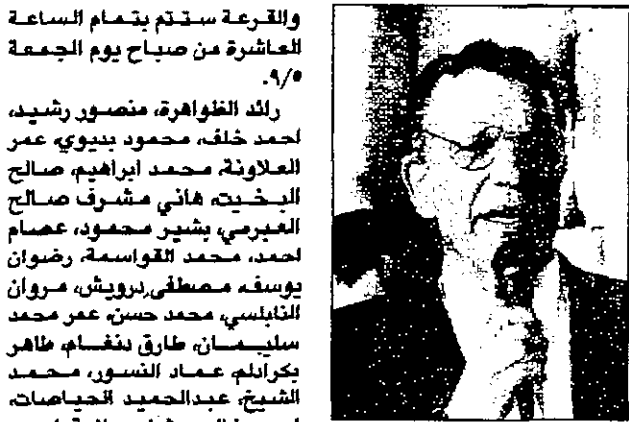 والقرعة ستتم بتمام الساعة
العاشرة من صباح يوم الجمعة
٩/٥.
رائد الظواهرة، منصور رشيد،
احمد خلف، محمود بديوي، عمر
العلاونة، محمد ابراهيم، صالح
البخيت، هاني مشرف، صالح
العبرمي، بشير محمود، عصام
احمد، محمد القواسمة، رضوان
يوسف، مصطفى درويش، مروان
النابلسي، محمد حسن، عمر محمد
سليمان، طارق دنغام، طاهر
بكرادلم، عماد النسور، محمد
الشيخ، عبدالحميد الحياصات،